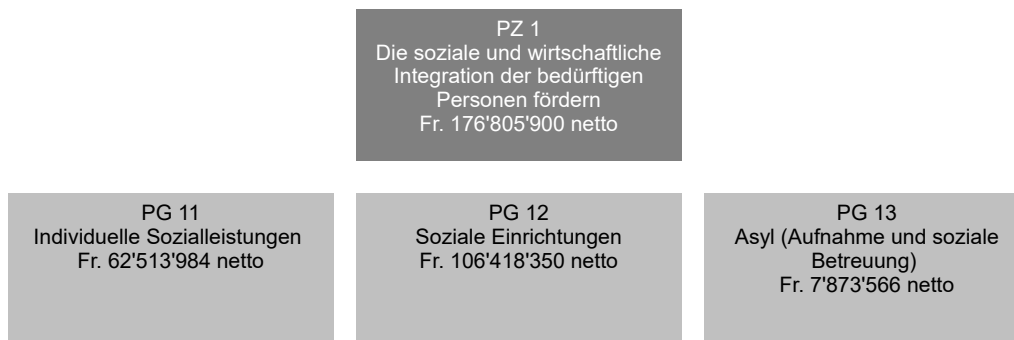 PZ 1
Die soziale und wirtschaftliche
Integration der bedürftigen
Personen fördern
Fr. 176'805'900 netto
PG 11
Individuelle Sozialleistungen
Fr. 62'513'984 netto
PG 12
Soziale Einrichtungen
Fr. 106'418'350 netto
PG 13
Asyl (Aufnahme und soziale
Betreuung)
Fr. 7'873'566 netto